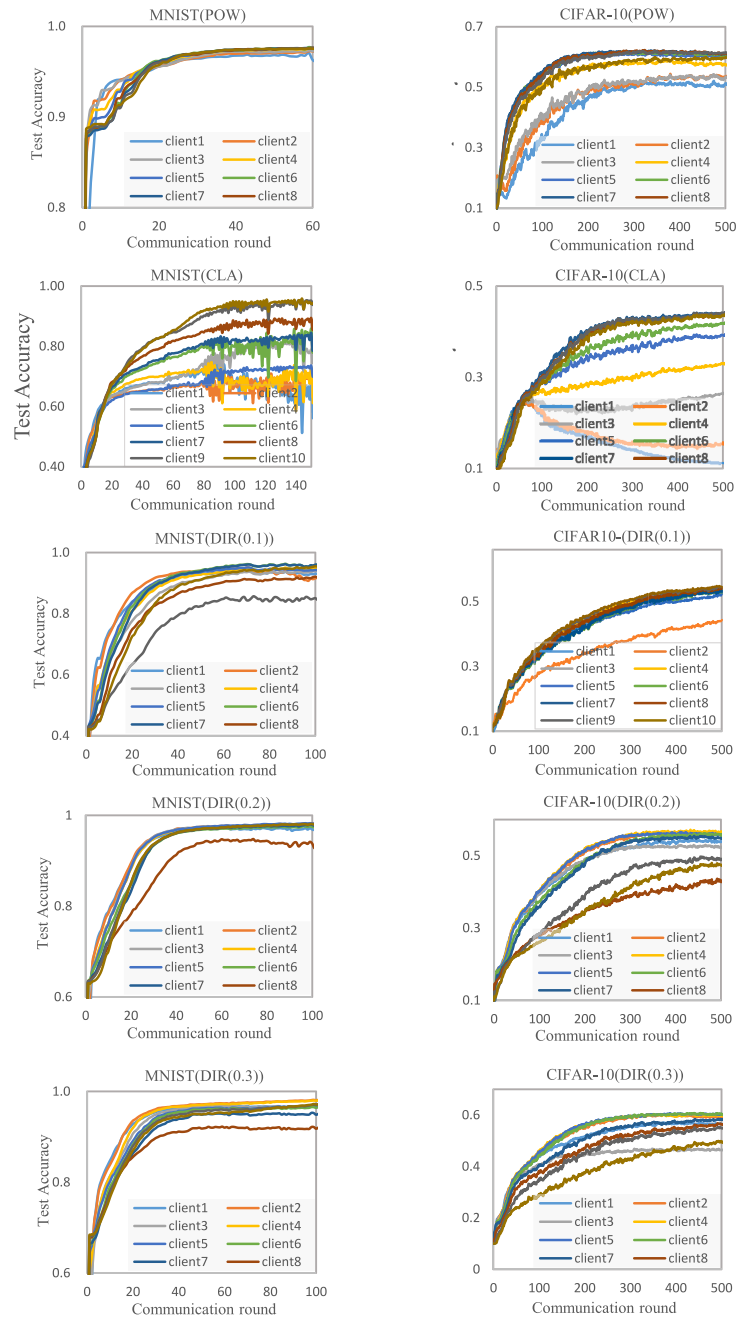 MNIST(POW)
Test Accuracy
1.0
0.9
0.8
client1 client2
client3 client4
client5 client6
client7 client8
0 20 40 60
Communication round
CIFAR-10(POW)
0.7
0.5
0.3
0.1
client1 client2
client3 client4
client5 client6
client7 client8
0 100 200 300 400 500
Communication round
MNIST(CLA)
Test Accuracy
1.00
0.80
0.60
0.40
client1 client2
client3 client4
client5 client6
client7 client8
client9 client10
0 20 40 60 80 100 120 140
Communication round
CIFAR-10(CLA)
0.5
0.3
0.1
client1 client2
client3 client4
client5 client6
client7 client8
0 100 200 300 400 500
Communication round
MNIST(DIR(0.1))
Test Accuracy
1.0
0.8
0.6
0.4
client1 client2
client3 client4
client5 client6
client7 client8
0 20 40 60 80 100
Communication round
CIFAR10-(DIR(0.1))
0.5
0.3
0.1
client1 client2
client3 client4
client5 client6
client7 client8
client9 client10
0 100 200 300 400 500
Communication round
MNIST(DIR(0.2))
Test Accuracy
1
0.8
0.6
client1 client2
client3 client4
client5 client6
client7 client8
0 20 40 60 80 100
Communication round
CIFAR-10(DIR(0.2))
0.5
0.3
0.1
client1 client2
client3 client4
client5 client6
client7 client8
0 100 200 300 400 500
Communication round
MNIST(DIR(0.3))
Test Accuracy
1.0
0.8
0.6
client1 client2
client3 client4
client5 client6
client7 client8
0 20 40 60 80 100
Communication round
CIFAR-10(DIR(0.3))
0.6
0.4
0.2
0
client1 client2
client3 client4
client5 client6
client7 client8
0 100 200 300 400 500
Communication round